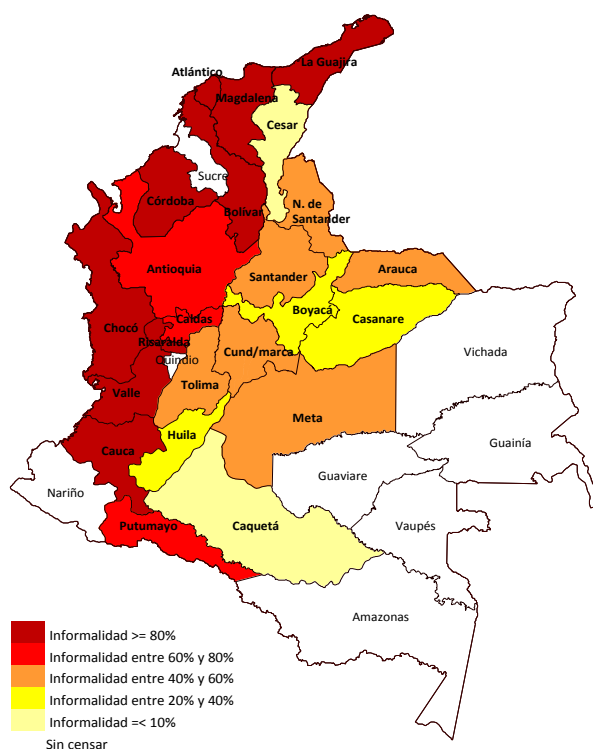 La Guajira
Atlántico
Magdalena
Cesar
Sucre
Córdoba
Bolívar
N. de
Santander
Antioquia
Santander
Arauca
Boyacá
Casanare
Chocó
Caldas
Risaralda
Quindio
Cund/marca
Vichada
Tolima
Valle
Meta
Huila
Guainía
Cauca
Guaviare
Nariño
Vaupés
Putumayo
Caquetá
Amazonas
Informalidad >= 80%
Informalidad entre 60% y 80%
Informalidad entre 40% y 60%
Informalidad entre 20% y 40%
Informalidad =< 10%
Sin censar